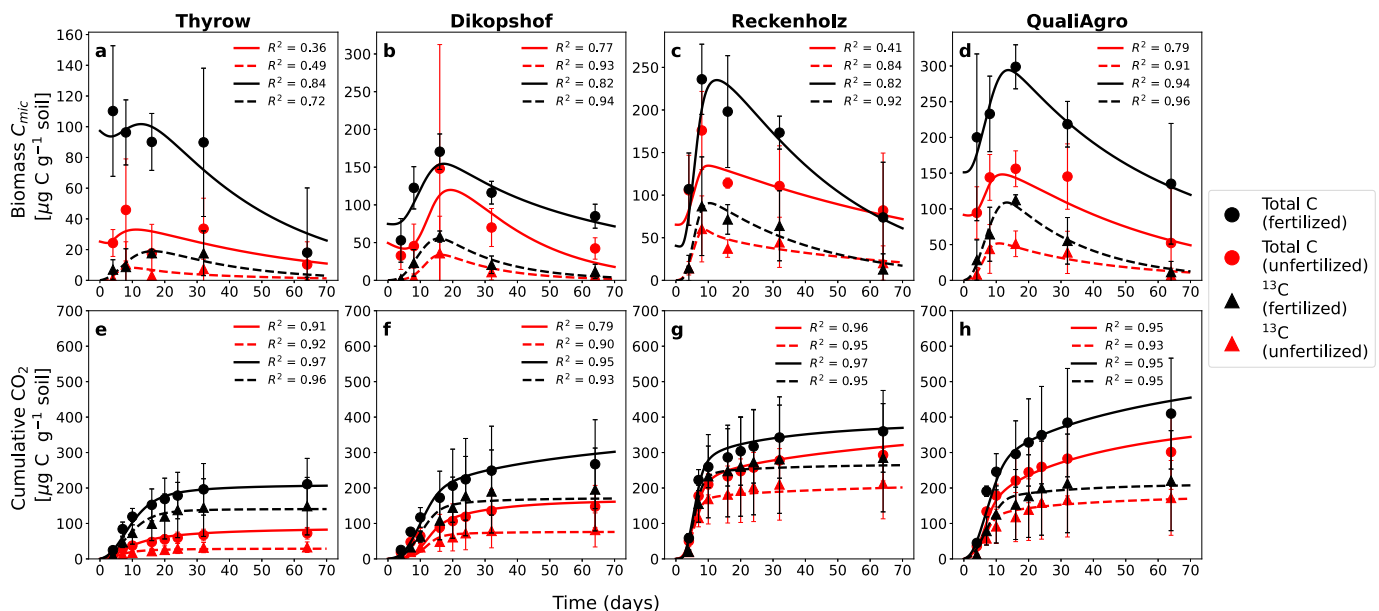 Thyrow
Dikopshof
Reckenholz
QualiAgro
Biomass C_mic
[μg C g⁻¹ soil]
a
R² = 0.36
R² = 0.49
R² = 0.84
R² = 0.72
160
140
120
100
80
60
40
20
0
0 10 20 30 40 50 60 70
b
R² = 0.77
R² = 0.93
R² = 0.82
R² = 0.94
300
250
200
150
100
50
0
0 10 20 30 40 50 60 70
c
R² = 0.41
R² = 0.84
R² = 0.82
R² = 0.92
250
200
150
100
50
0
0 10 20 30 40 50 60 70
d
R² = 0.79
R² = 0.91
R² = 0.94
R² = 0.96
300
250
200
150
100
50
0
0 10 20 30 40 50 60 70
Cumulative CO₂
[μg C g⁻¹ soil]
e
R² = 0.91
R² = 0.92
R² = 0.97
R² = 0.96
700
600
500
400
300
200
100
0
0 10 20 30 40 50 60 70
f
R² = 0.79
R² = 0.90
R² = 0.95
R² = 0.93
700
600
500
400
300
200
100
0
0 10 20 30 40 50 60 70
g
R² = 0.96
R² = 0.95
R² = 0.97
R² = 0.95
700
600
500
400
300
200
100
0
0 10 20 30 40 50 60 70
h
R² = 0.95
R² = 0.93
R² = 0.95
R² = 0.95
700
600
500
400
300
200
100
0
0 10 20 30 40 50 60 70
Time (days)
Total C
(fertilized)
Total C
(unfertilized)
¹³C
(fertilized)
¹³C
(unfertilized)